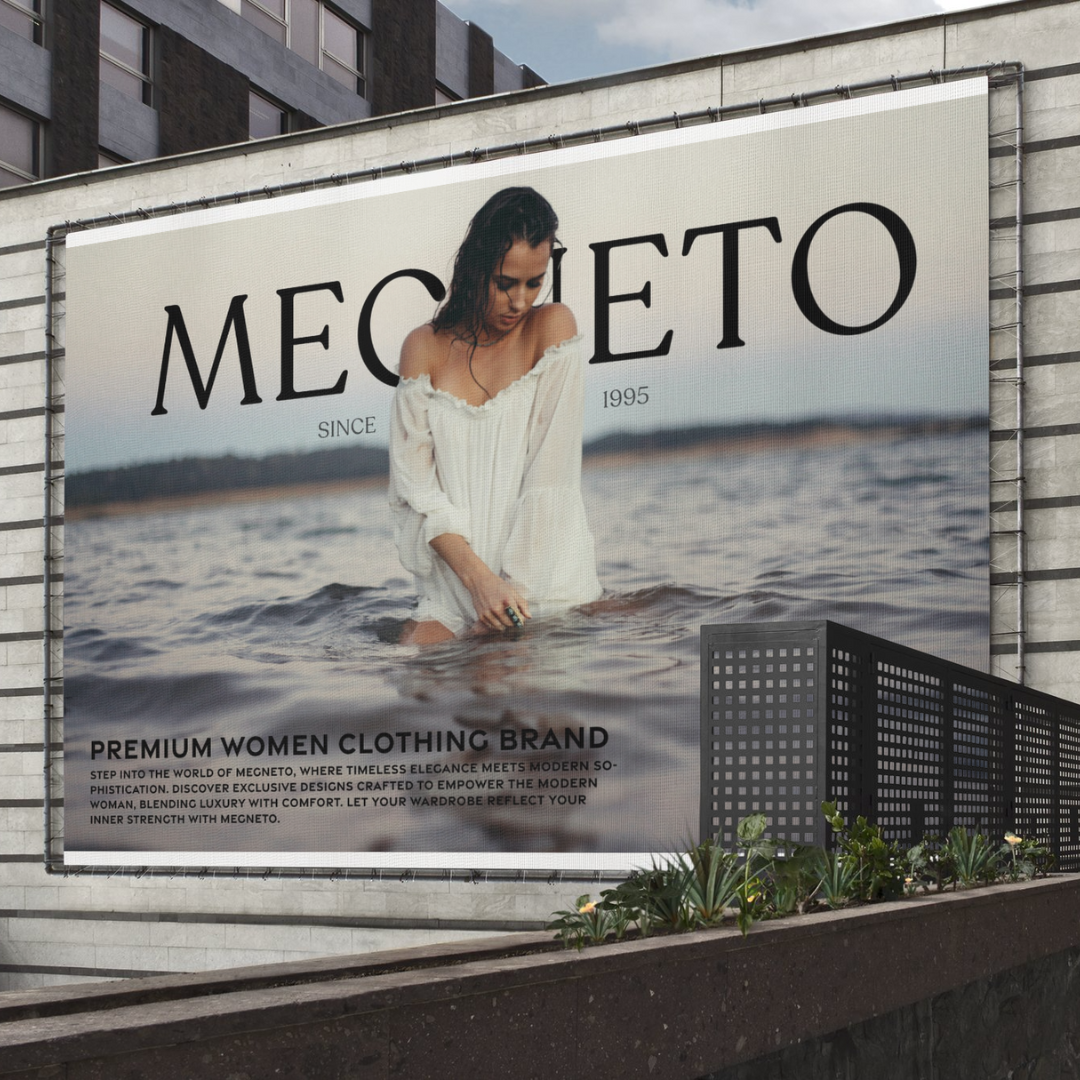 MEGNETO
SINCE 1995
PREMIUM WOMEN CLOTHING BRAND
STEP INTO THE WORLD OF MEGNETO, WHERE TIMELESS ELEGANCE MEETS MODERN SO-
PHISTICATION. DISCOVER EXCLUSIVE DESIGNS CRAFTED TO EMPOWER THE MODERN
WOMAN, BLENDING LUXURY WITH COMFORT. LET YOUR WARDROBE REFLECT YOUR
INNER STRENGTH WITH MEGNETO.